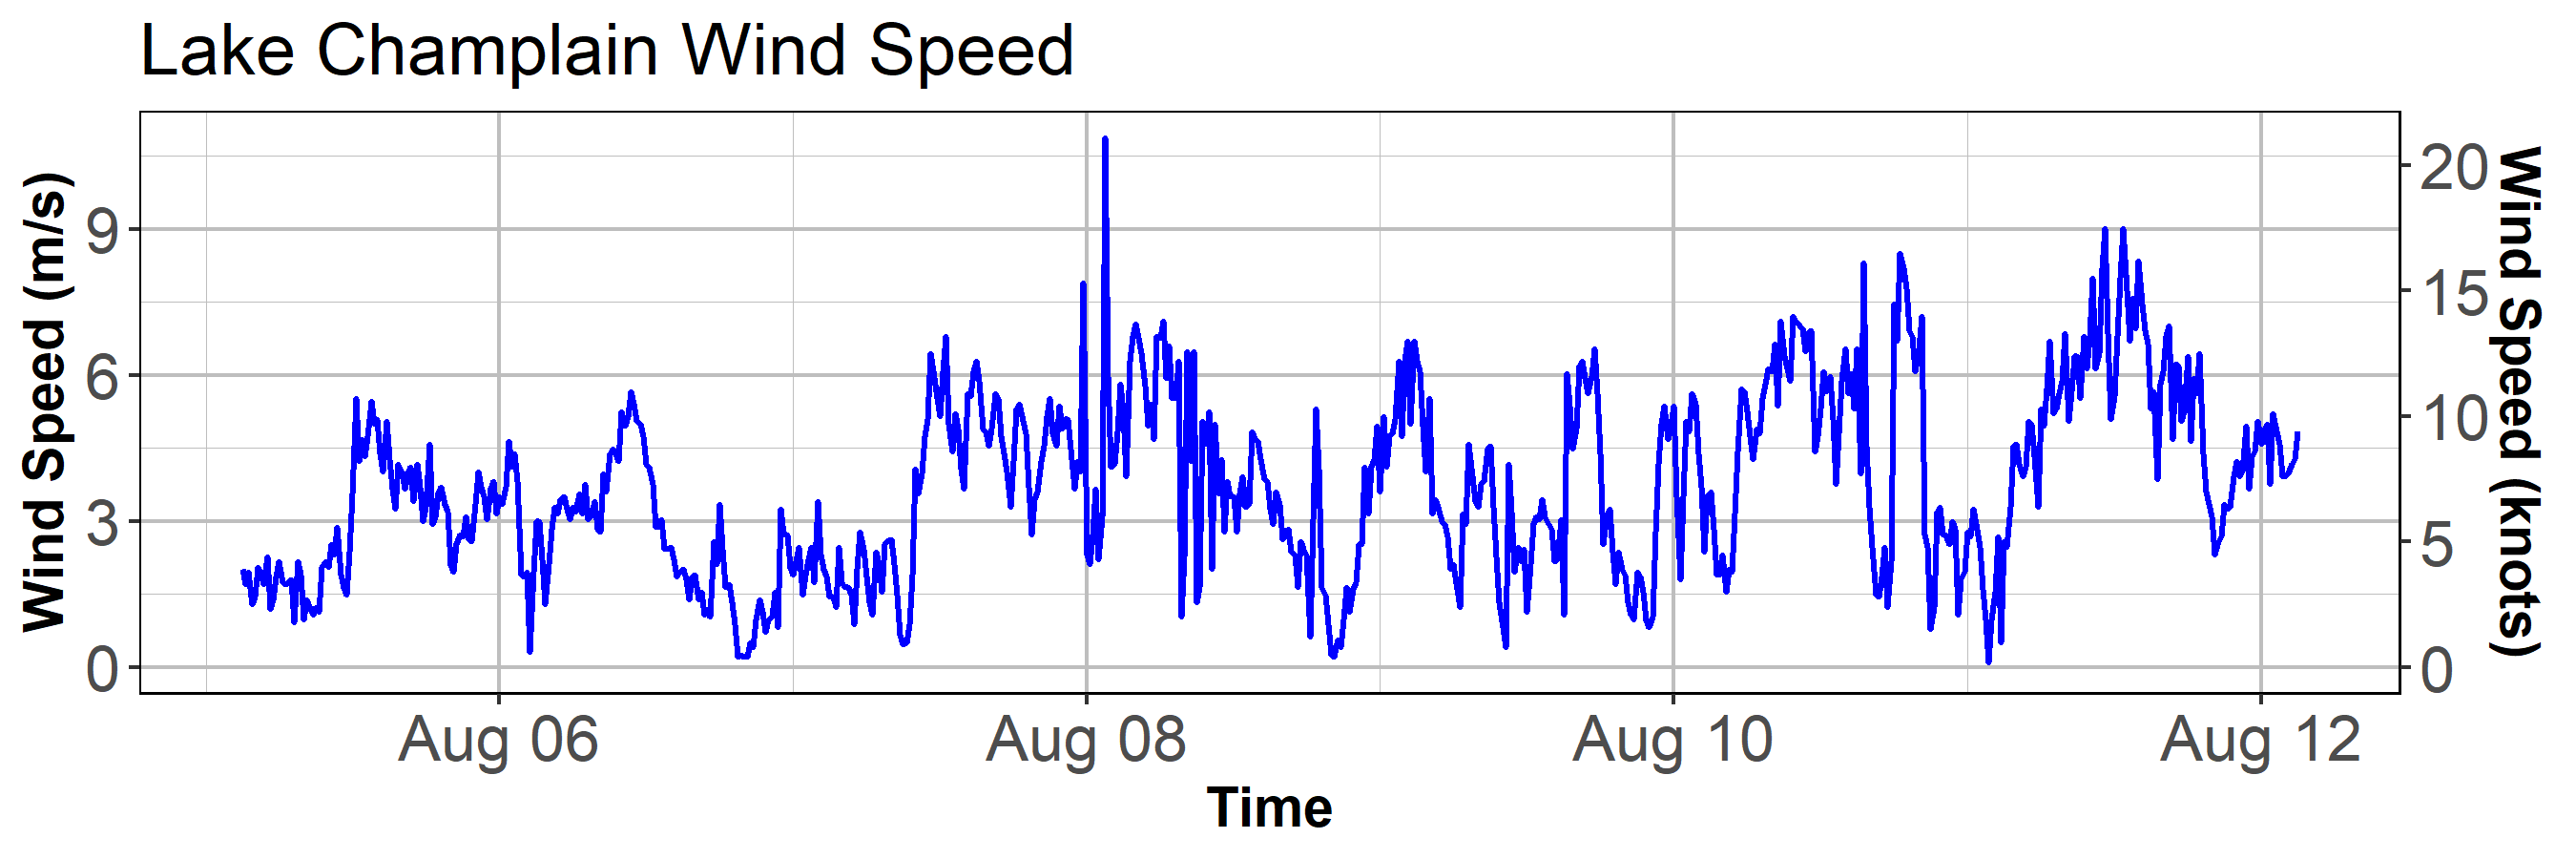 Lake Champlain Wind Speed
Wind Speed (m/s)
9
6
3
0
20
15
10
5
0
Wind Speed (knots)
Aug 06
Aug 08
Aug 10
Aug 12
Time